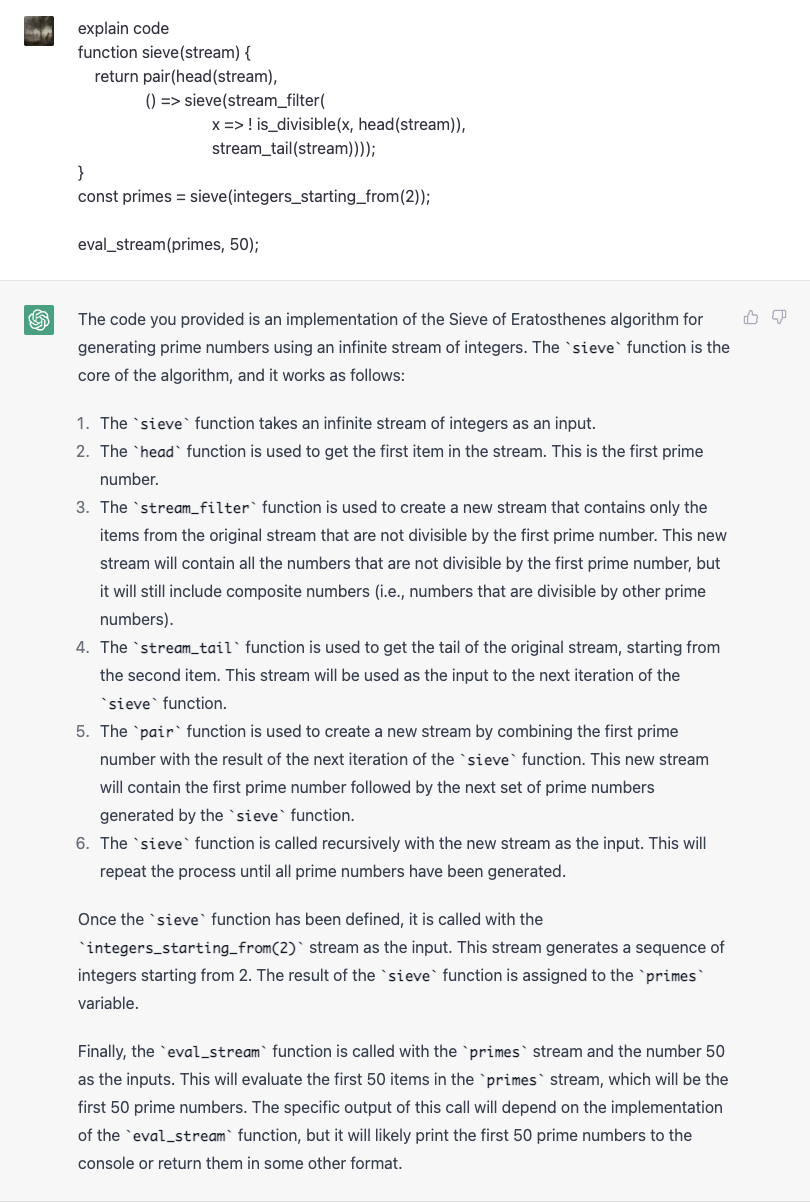 explain code
function sieve(stream) {
    return pair(head(stream),
                () => sieve(stream_filter(
                                x => ! is_divisible(x, head(stream)),
                                stream_tail(stream))));
}
const primes = sieve(integers_starting_from(2));
eval_stream(primes, 50);
The code you provided is an implementation of the Sieve of Eratosthenes algorithm for
generating prime numbers using an infinite stream of integers. The `sieve` function is the
core of the algorithm, and it works as follows:
1. The `sieve` function takes an infinite stream of integers as an input.
2. The `head` function is used to get the first item in the stream. This is the first prime
number.
3. The `stream_filter` function is used to create a new stream that contains only the
items from the original stream that are not divisible by the first prime number. This new
stream will contain all the numbers that are not divisible by the first prime number, but
it will still include composite numbers (i.e., numbers that are divisible by other prime
numbers).
4. The `stream_tail` function is used to get the tail of the original stream, starting from
the second item. This stream will be used as the input to the next iteration of the
`sieve` function.
5. The `pair` function is used to create a new stream by combining the first prime
number with the result of the next iteration of the `sieve` function. This new stream
will contain the first prime number followed by the next set of prime numbers
generated by the `sieve` function.
6. The `sieve` function is called recursively with the new stream as the input. This will
repeat the process until all prime numbers have been generated.
Once the `sieve` function has been defined, it is called with the
`integers_starting_from(2)` stream as the input. This stream generates a sequence of
integers starting from 2. The result of the `sieve` function is assigned to the `primes`
variable.
Finally, the `eval_stream` function is called with the `primes` stream and the number 50
as the inputs. This will evaluate the first 50 items in the `primes` stream, which will be the
first 50 prime numbers. The specific output of this call will depend on the implementation
of the `eval_stream` function, but it will likely print the first 50 prime numbers to the
console or return them in some other format.